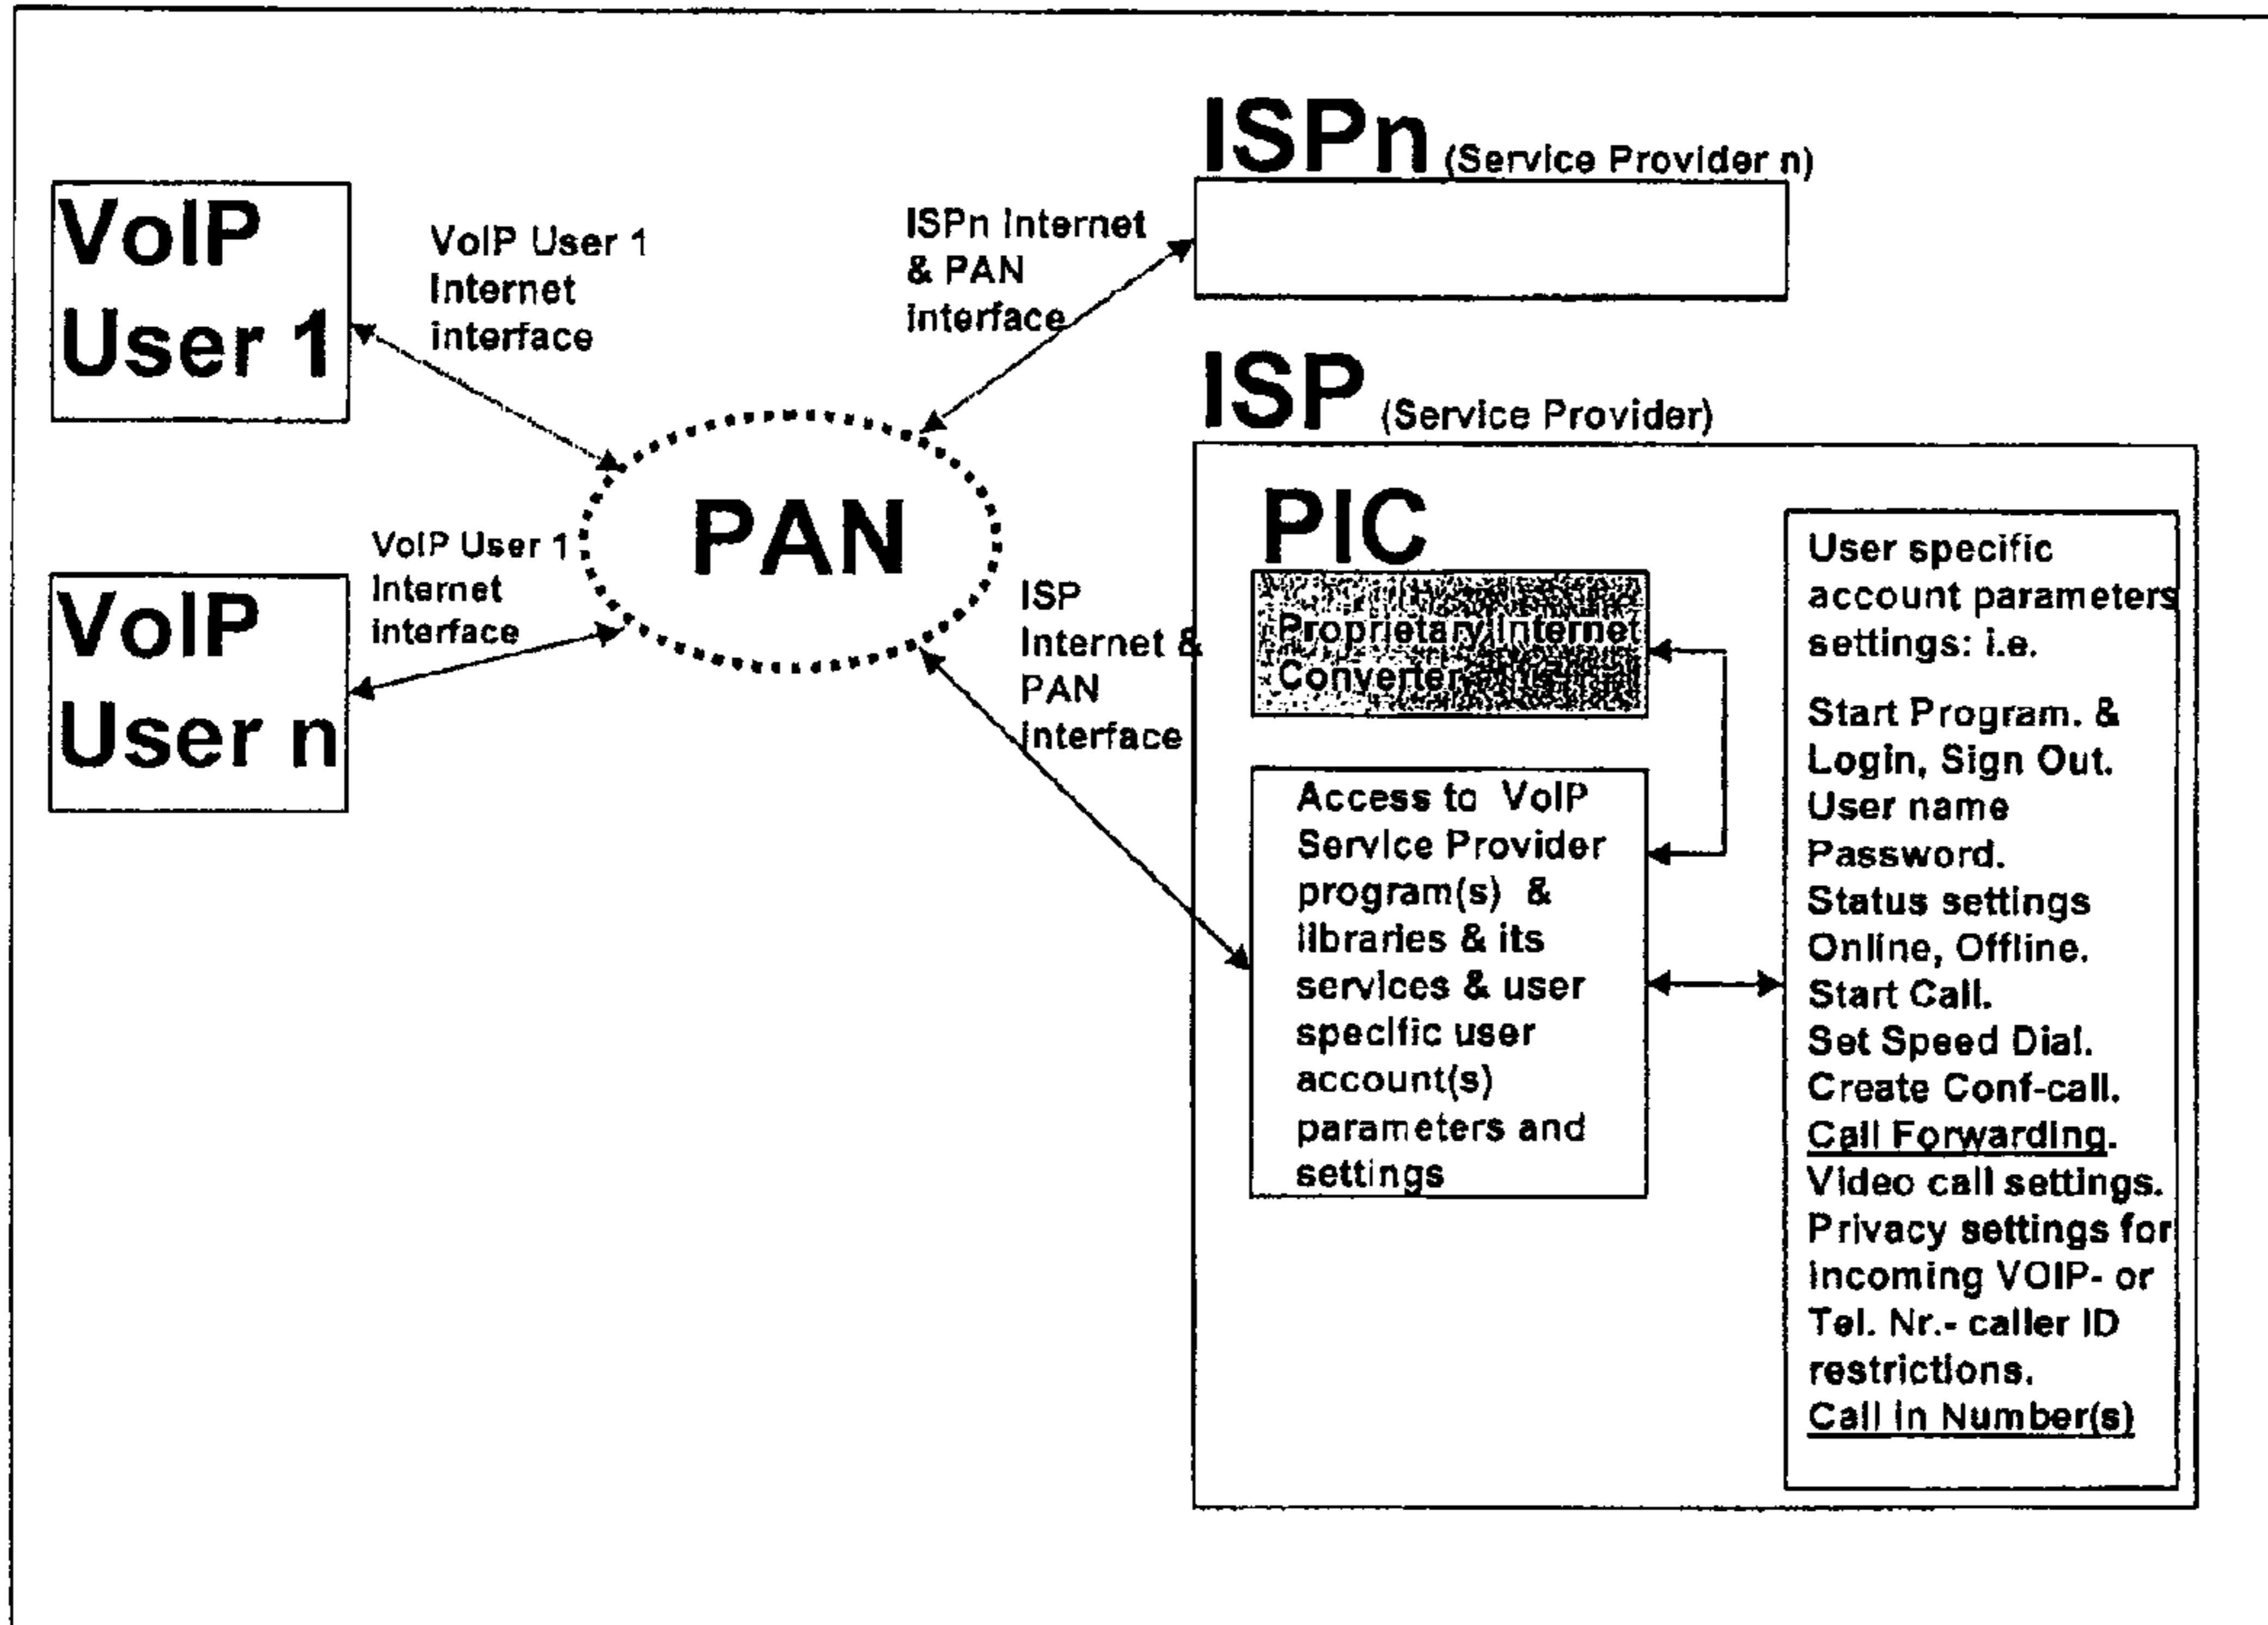 VoIP
User 1
VoIP User 1
Internet
interface
ISPn Internet
& PAN
interface
ISPn (Service Provider n)
ISP (Service Provider)
VoIP
User n
VoIP User 1
Internet
interface
PAN
ISP
Internet &
PAN
interface
PIC
Proprietary Internet
Converter
Access to VoIP
Service Provider
program(s) &
libraries & its
services & user
specific user
account(s)
parameters and
settings
User specific
account parameters
settings: i.e.
Start Program. &
Login, Sign Out.
User name
Password.
Status settings
Online, Offline.
Start Call.
Set Speed Dial.
Create Conf-call.
Call Forwarding.
Video call settings.
Privacy settings for
incoming VOIP- or
Tel. Nr.- caller ID
restrictions.
Call in Number(s)